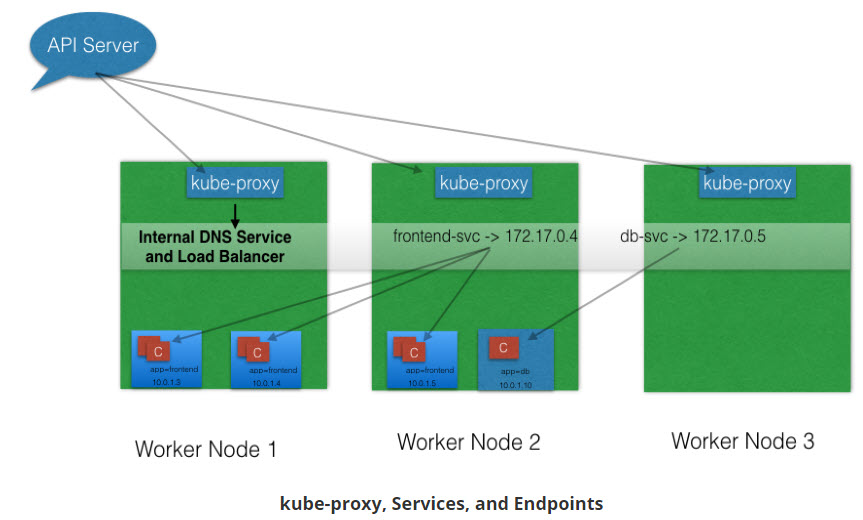 API Server
kube-proxy
kube-proxy
kube-proxy
Internal DNS Service
and Load Balancer
frontend-svc -> 172.17.0.4
db-svc -> 172.17.0.5
C
app=frontend
10.0.1.3
C
app=frontend
10.0.1.4
C
app=frontend
10.0.1.5
C
app=db
10.0.1.10
Worker Node 1
Worker Node 2
Worker Node 3
kube-proxy, Services, and Endpoints